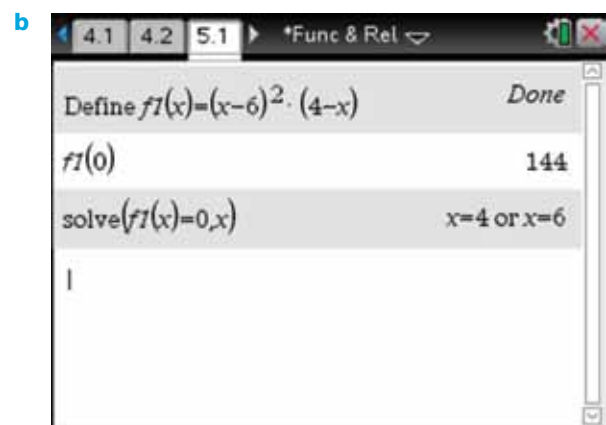 b
4.1 4.2 5.1 *Func & Rel
Define f1(x)=(x−6)²·(4−x) Done
f1(0) 144
solve(f1(x)=0,x) x=4 or x=6